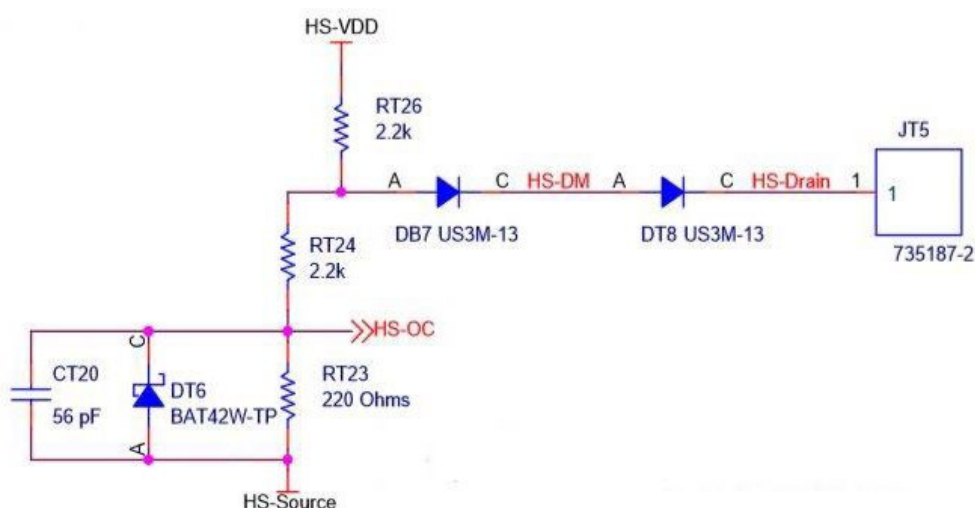 HS-VDD
RT26
2.2k
JT5
A
C
HS-DM
A
C
HS-Drain
1
1
DB7 US3M-13
DT8 US3M-13
735187-2
RT24
2.2k
HS-OC
C
CT20
56 pF
DT6
BAT42W-TP
A
RT23
220 Ohms
HS-Source